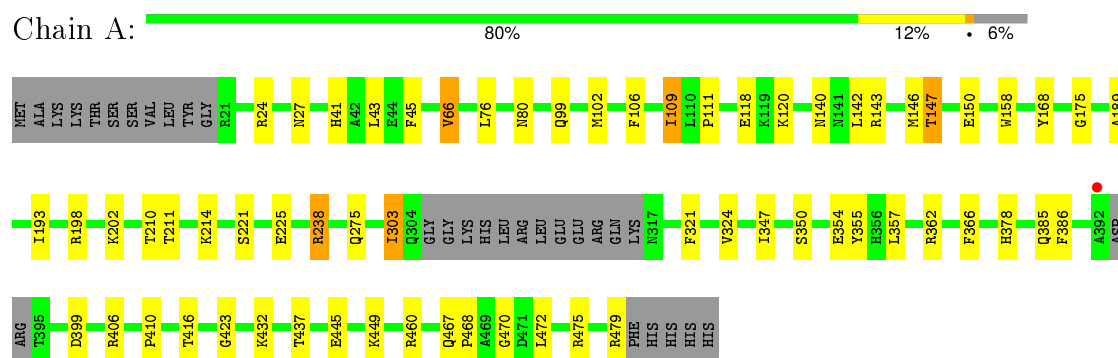 Chain A:
80% 12% • 6%
MET ALA LYS LYS THR SER SER VAL LEU TYR GLY R21 R24 N27 H41 A42 L43 E44 F45 V66 L76 N80 Q99 M102 F106 I109 L110 P111 E118 K119 K120 N140 N141 L142 R143 M146 T147 E150 W158 Y168 G175
I193 R198 K202 T210 T211 K214 S221 E225 R238 Q275 I303 Q304 GLY GLY LYS HIS LEU ARG LEU GLU GLU ARG GLN LYS N317 F321 V324 I347 S350 E354 Y355 H356 L357 R362 F366 H378 Q385 F386 A392 ASP
ARG T395 D399 R406 P410 T416 G423 K432 T437 E445 K449 R460 Q467 P468 A469 G470 D471 L472 R475 R479 PHE HIS HIS HIS HIS